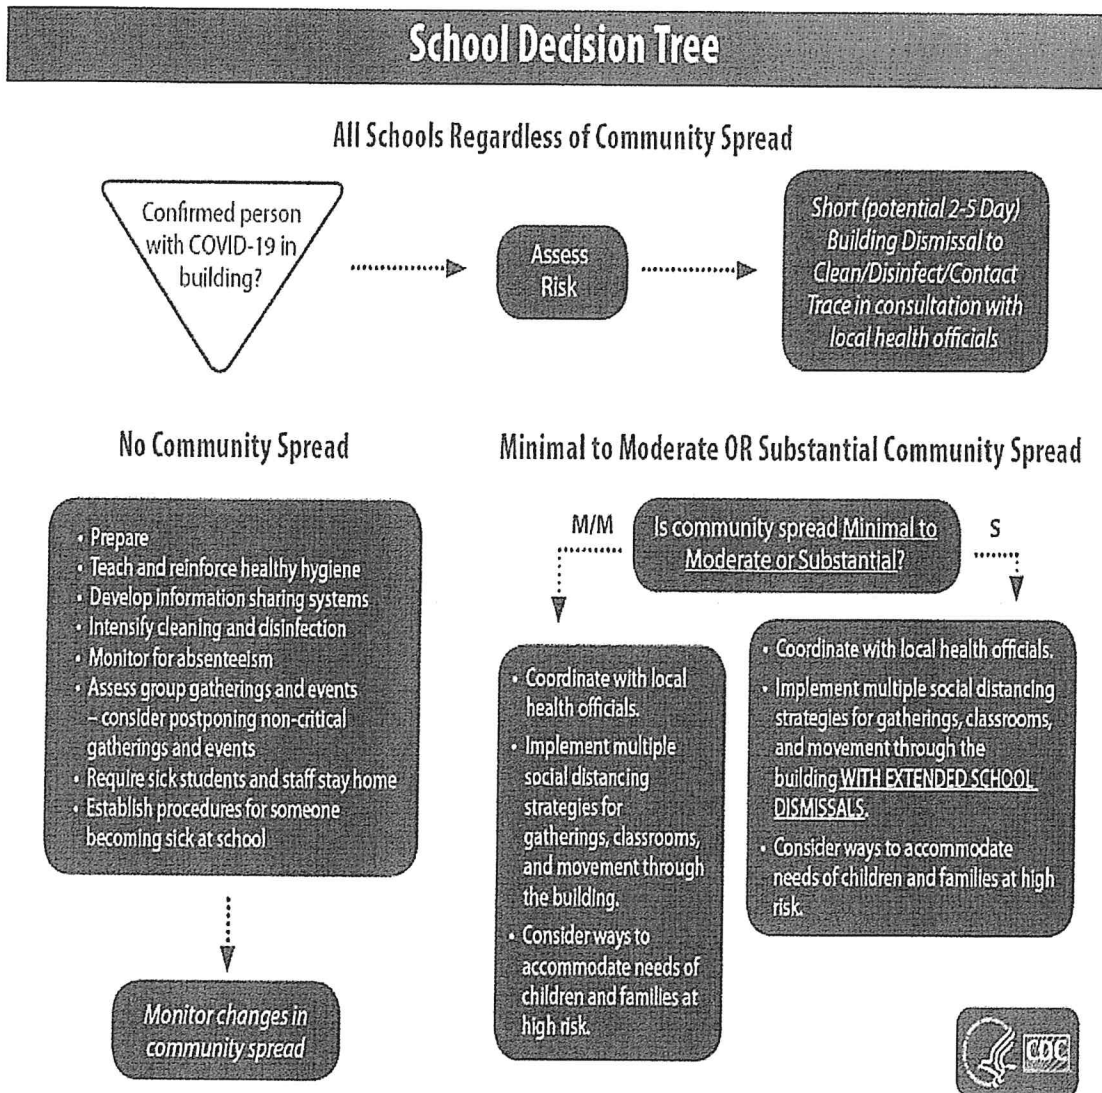 School Decision Tree
All Schools Regardless of Community Spread
Confirmed person
with COVID-19 in
building?
Assess
Risk
Short (potential 2-5 Day)
Building Dismissal to
Clean/Disinfect/Contact
Trace in consultation with
local health officials
No Community Spread
• Prepare
• Teach and reinforce healthy hygiene
• Develop information sharing systems
• Intensify cleaning and disinfection
• Monitor for absenteeism
• Assess group gatherings and events
– consider postponing non-critical
gatherings and events
• Require sick students and staff stay home
• Establish procedures for someone
becoming sick at school
Monitor changes in
community spread
Minimal to Moderate OR Substantial Community Spread
Is community spread Minimal to
Moderate or Substantial?
M/M
S
• Coordinate with local
health officials.
• Implement multiple
social distancing
strategies for
gatherings, classrooms,
and movement through
the building.
• Consider ways to
accommodate needs of
children and families at
high risk.
• Coordinate with local health officials.
• Implement multiple social distancing
strategies for gatherings, classrooms,
and movement through the
building WITH EXTENDED SCHOOL
DISMISSALS.
• Consider ways to accommodate
needs of children and families at high
risk.
CDC